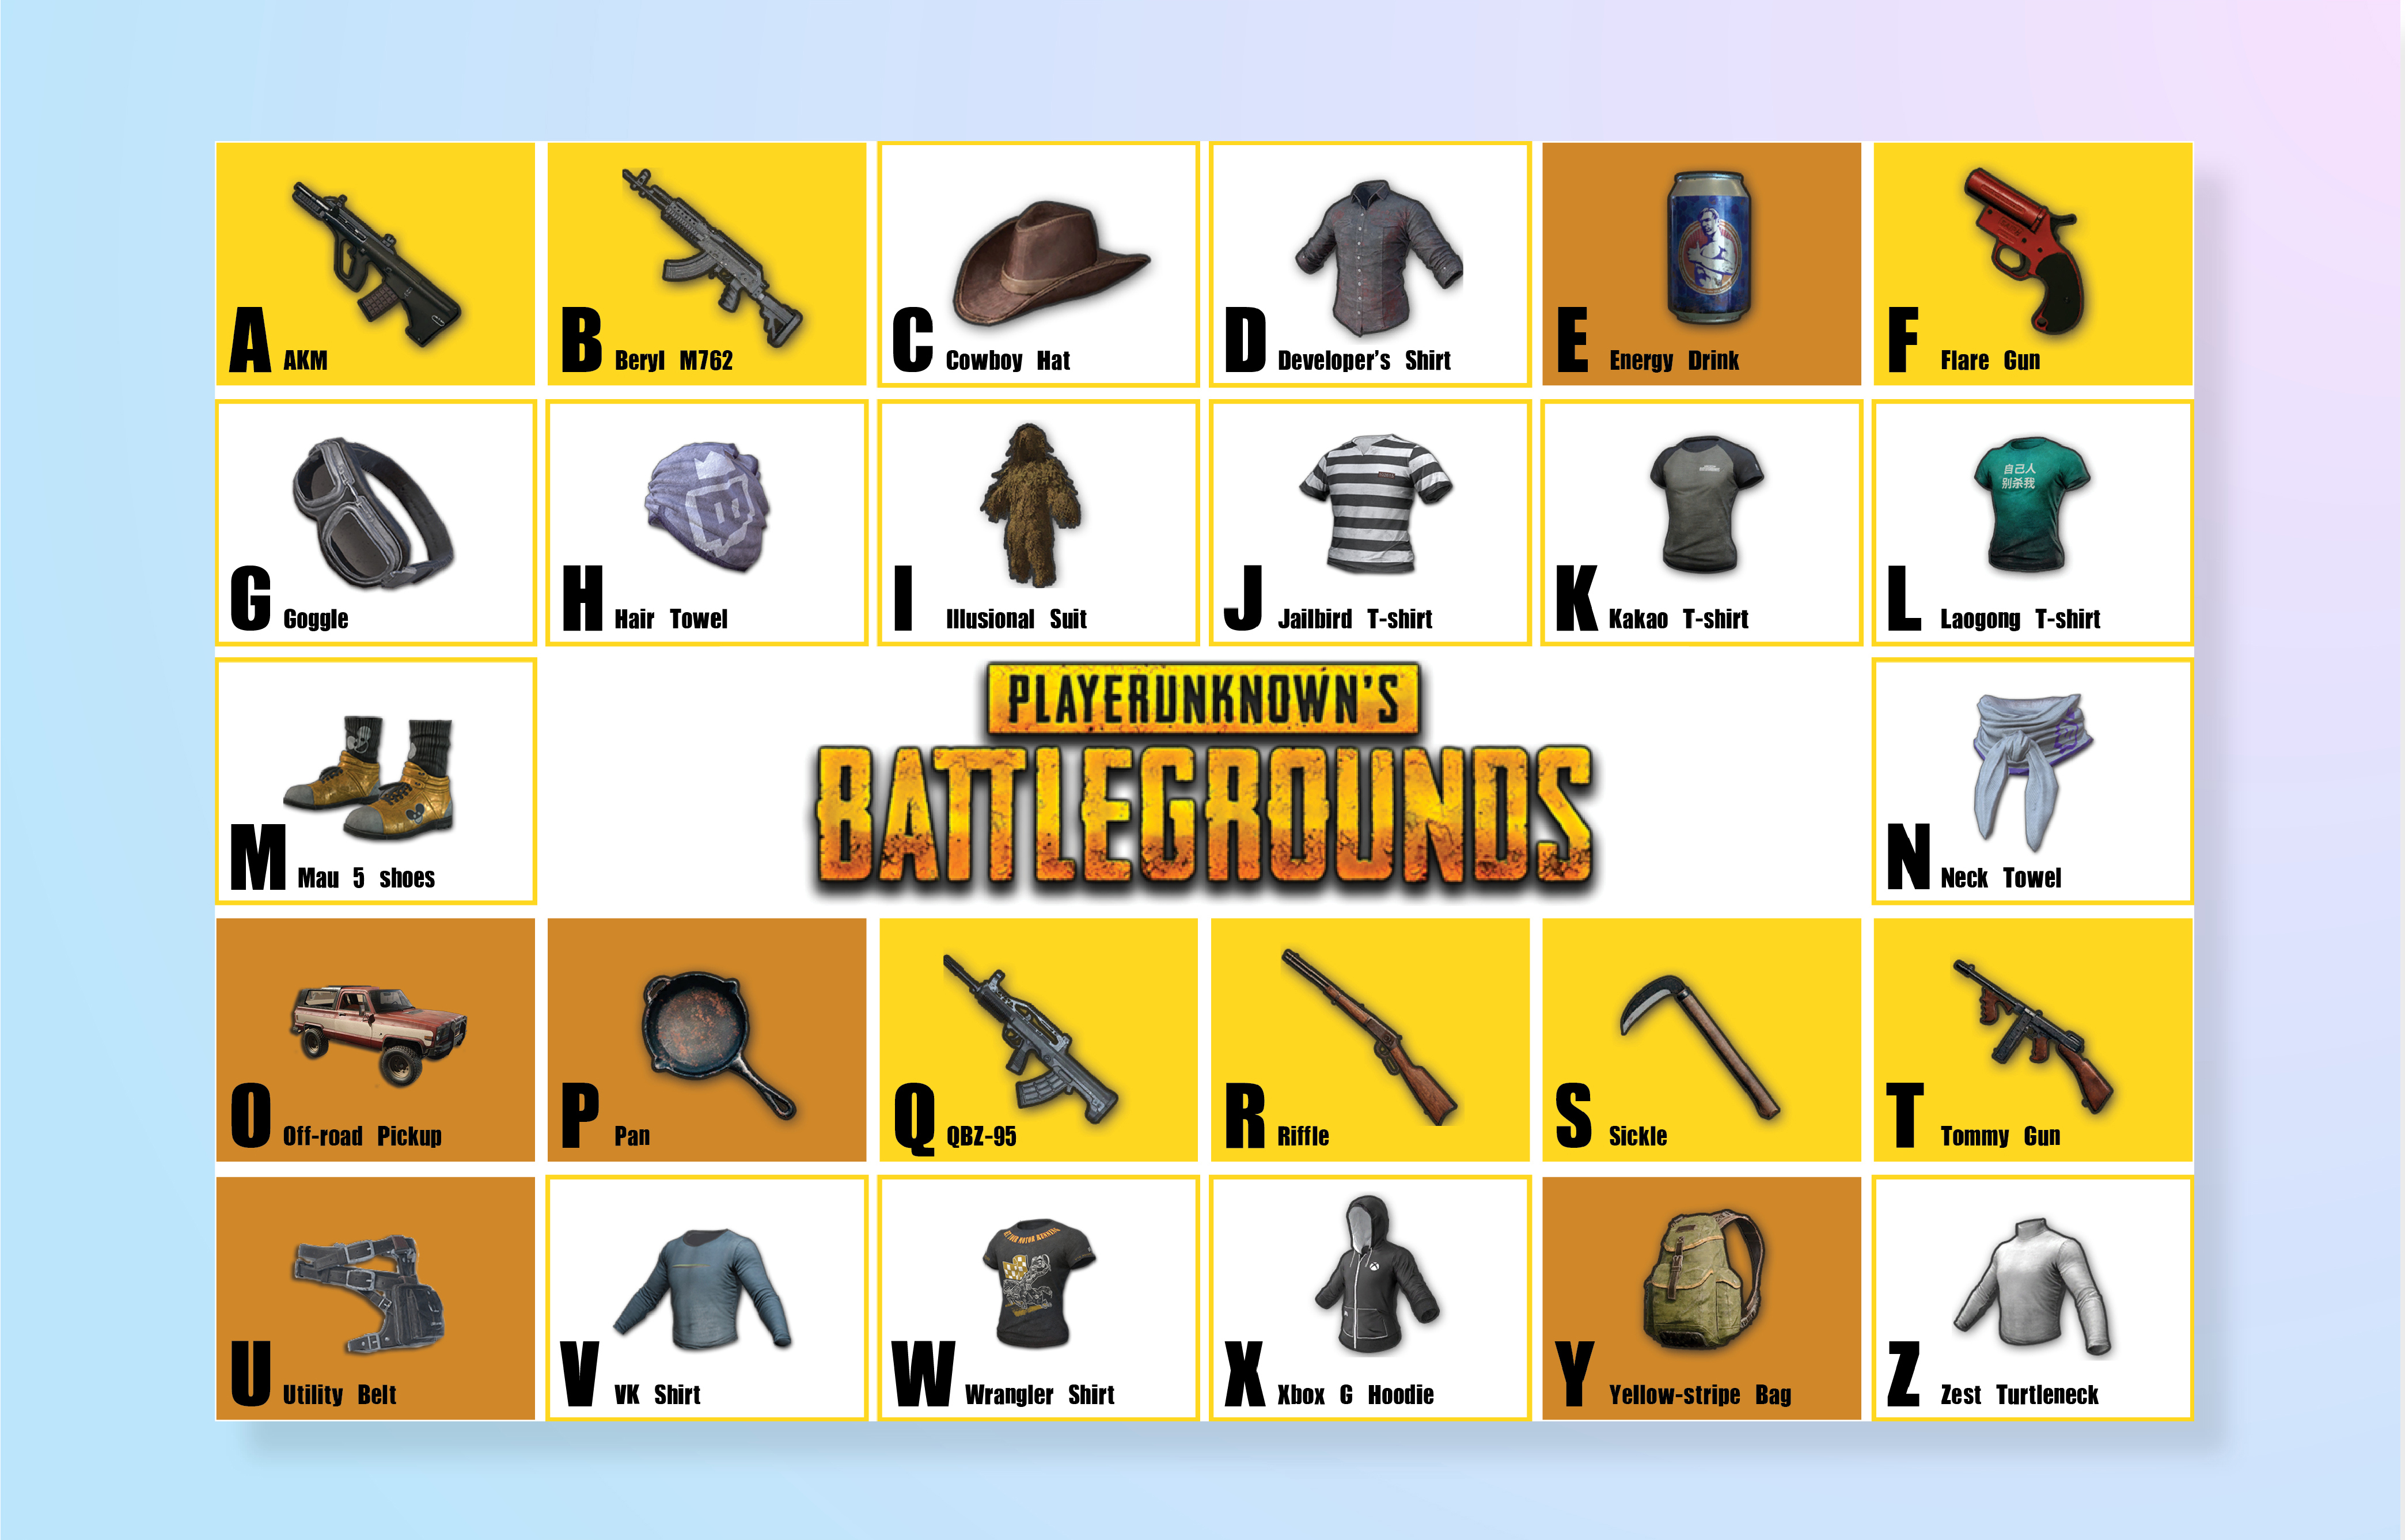 A AKM
B Beryl M762
C Cowboy Hat
D Developer's Shirt
E Energy Drink
F Flare Gun
G Goggle
H Hair Towel
I Illusional Suit
J Jailbird T-shirt
K Kakao T-shirt
自己人
别杀我
L Laogong T-shirt
M Mau 5 shoes
PLAYERUNKNOWN'S
BATTLEGROUNDS
N Neck Towel
O Off-road Pickup
P Pan
Q QBZ-95
R Riffle
S Sickle
T Tommy Gun
U Utility Belt
V VK Shirt
W Wrangler Shirt
X Xbox G Hoodie
Y Yellow-stripe Bag
Z Zest Turtleneck